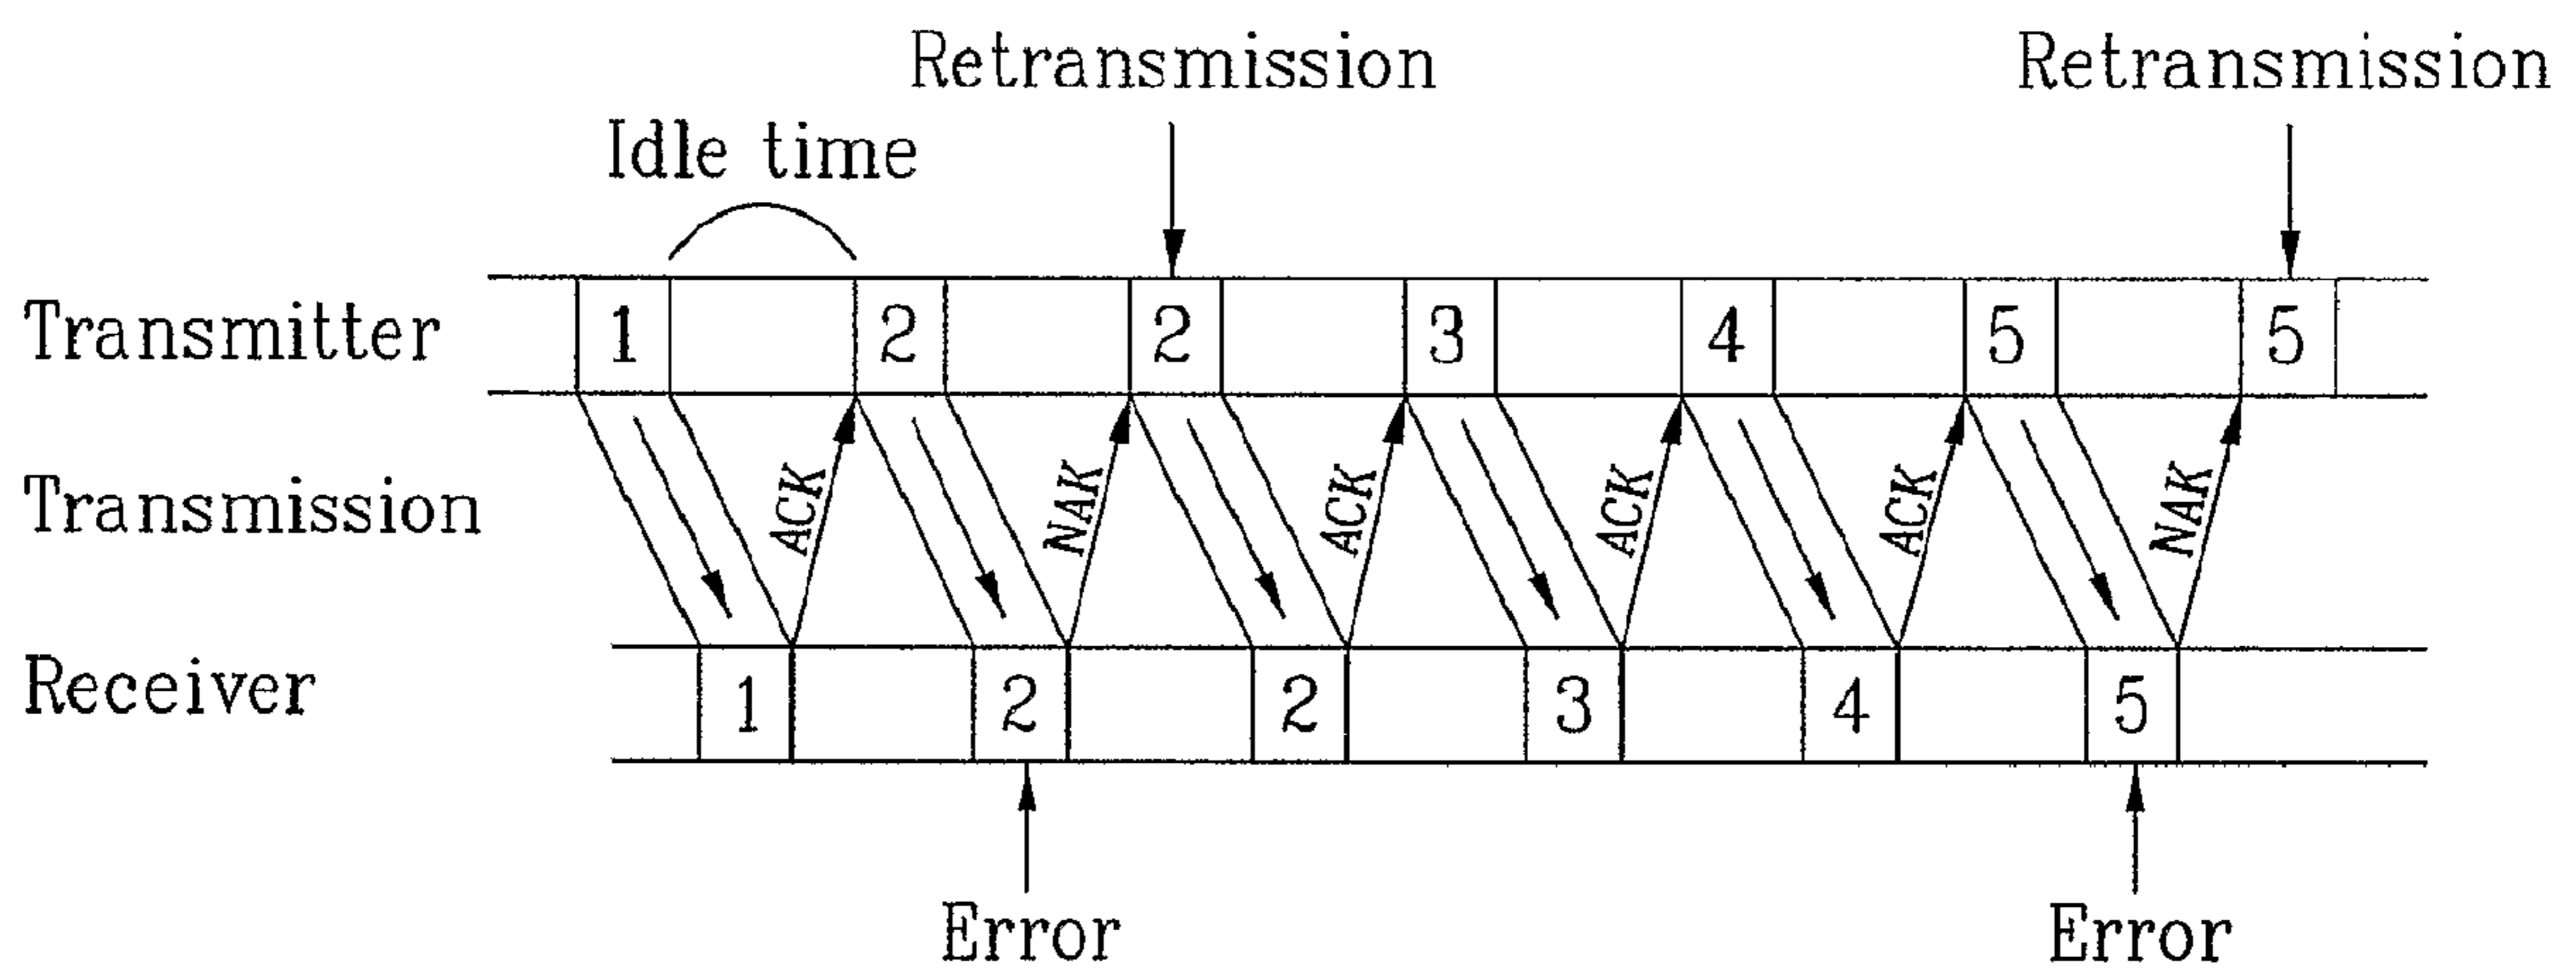 Retransmission Retransmission
Idle time
Transmitter 1 2 2 3 4 5 5
Transmission ACK NAK ACK ACK ACK NAK
Receiver 1 2 2 3 4 5
Error Error